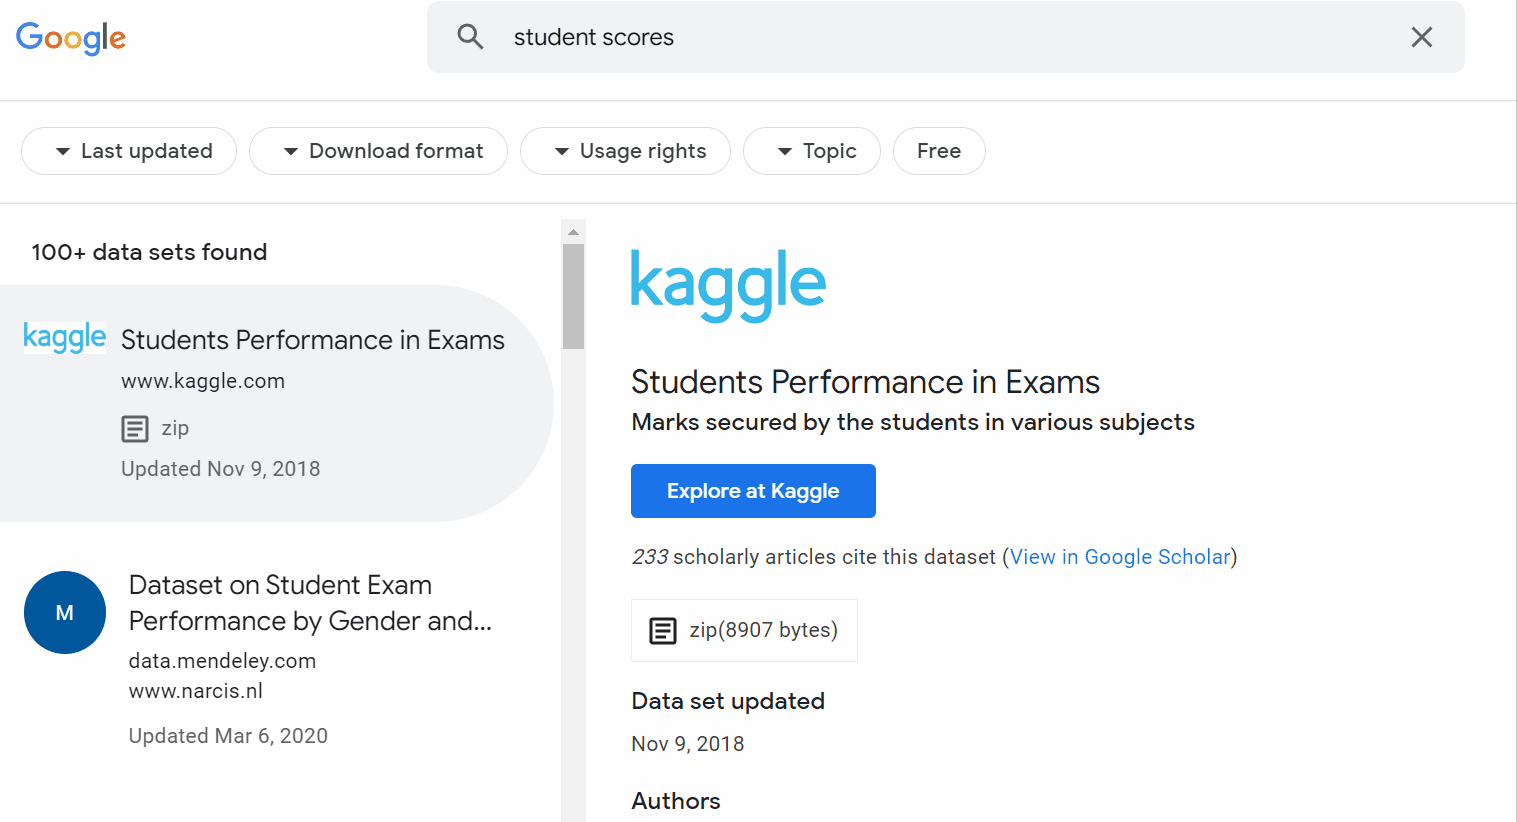 Google
student scores
Last updated
Download format
Usage rights
Topic
Free
100+ data sets found
kaggle
Students Performance in Exams
www.kaggle.com
zip
Updated Nov 9, 2018
M
Dataset on Student Exam
Performance by Gender and...
data.mendeley.com
www.narcis.nl
Updated Mar 6, 2020
kaggle
Students Performance in Exams
Marks secured by the students in various subjects
Explore at Kaggle
233 scholarly articles cite this dataset (View in Google Scholar)
zip(8907 bytes)
Data set updated
Nov 9, 2018
Authors